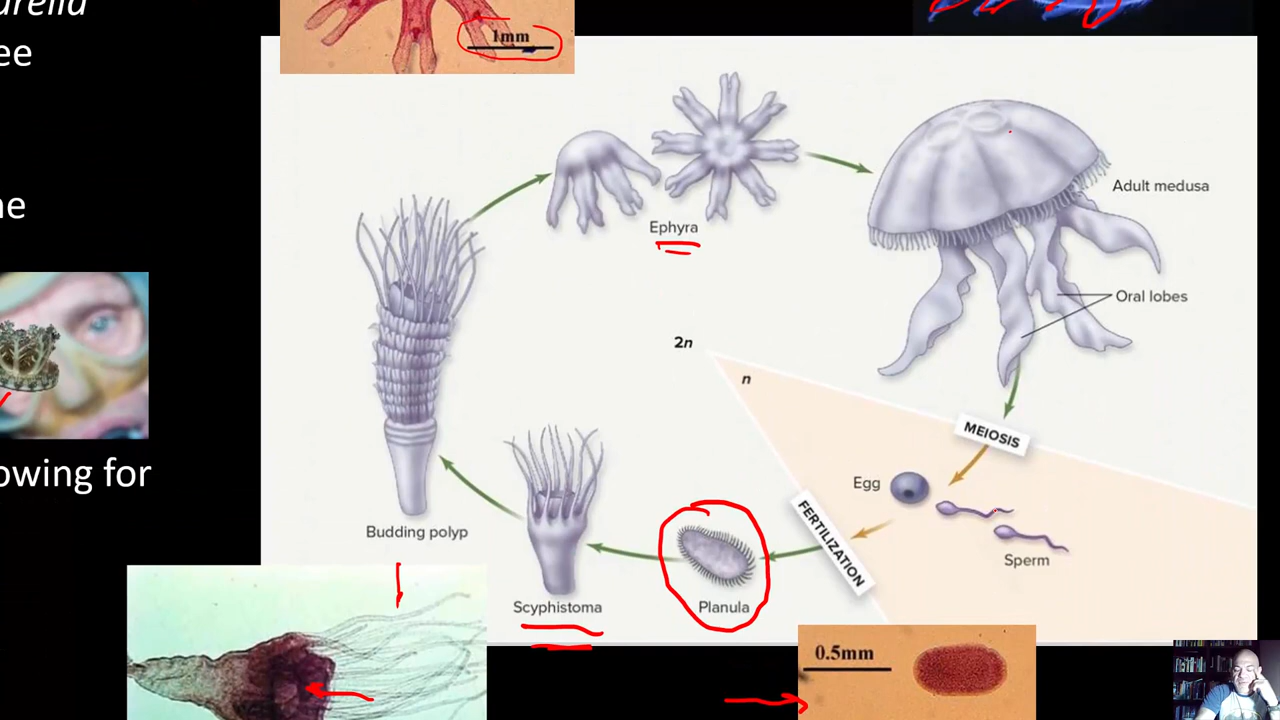 ee
1mm
Adult medusa
Ephyra
ne
Oral lobes
2n
n
MEIOSIS
Egg
owing for
Budding polyp
FERTILIZATION
Sperm
Scyphistoma
Planula
0.5mm